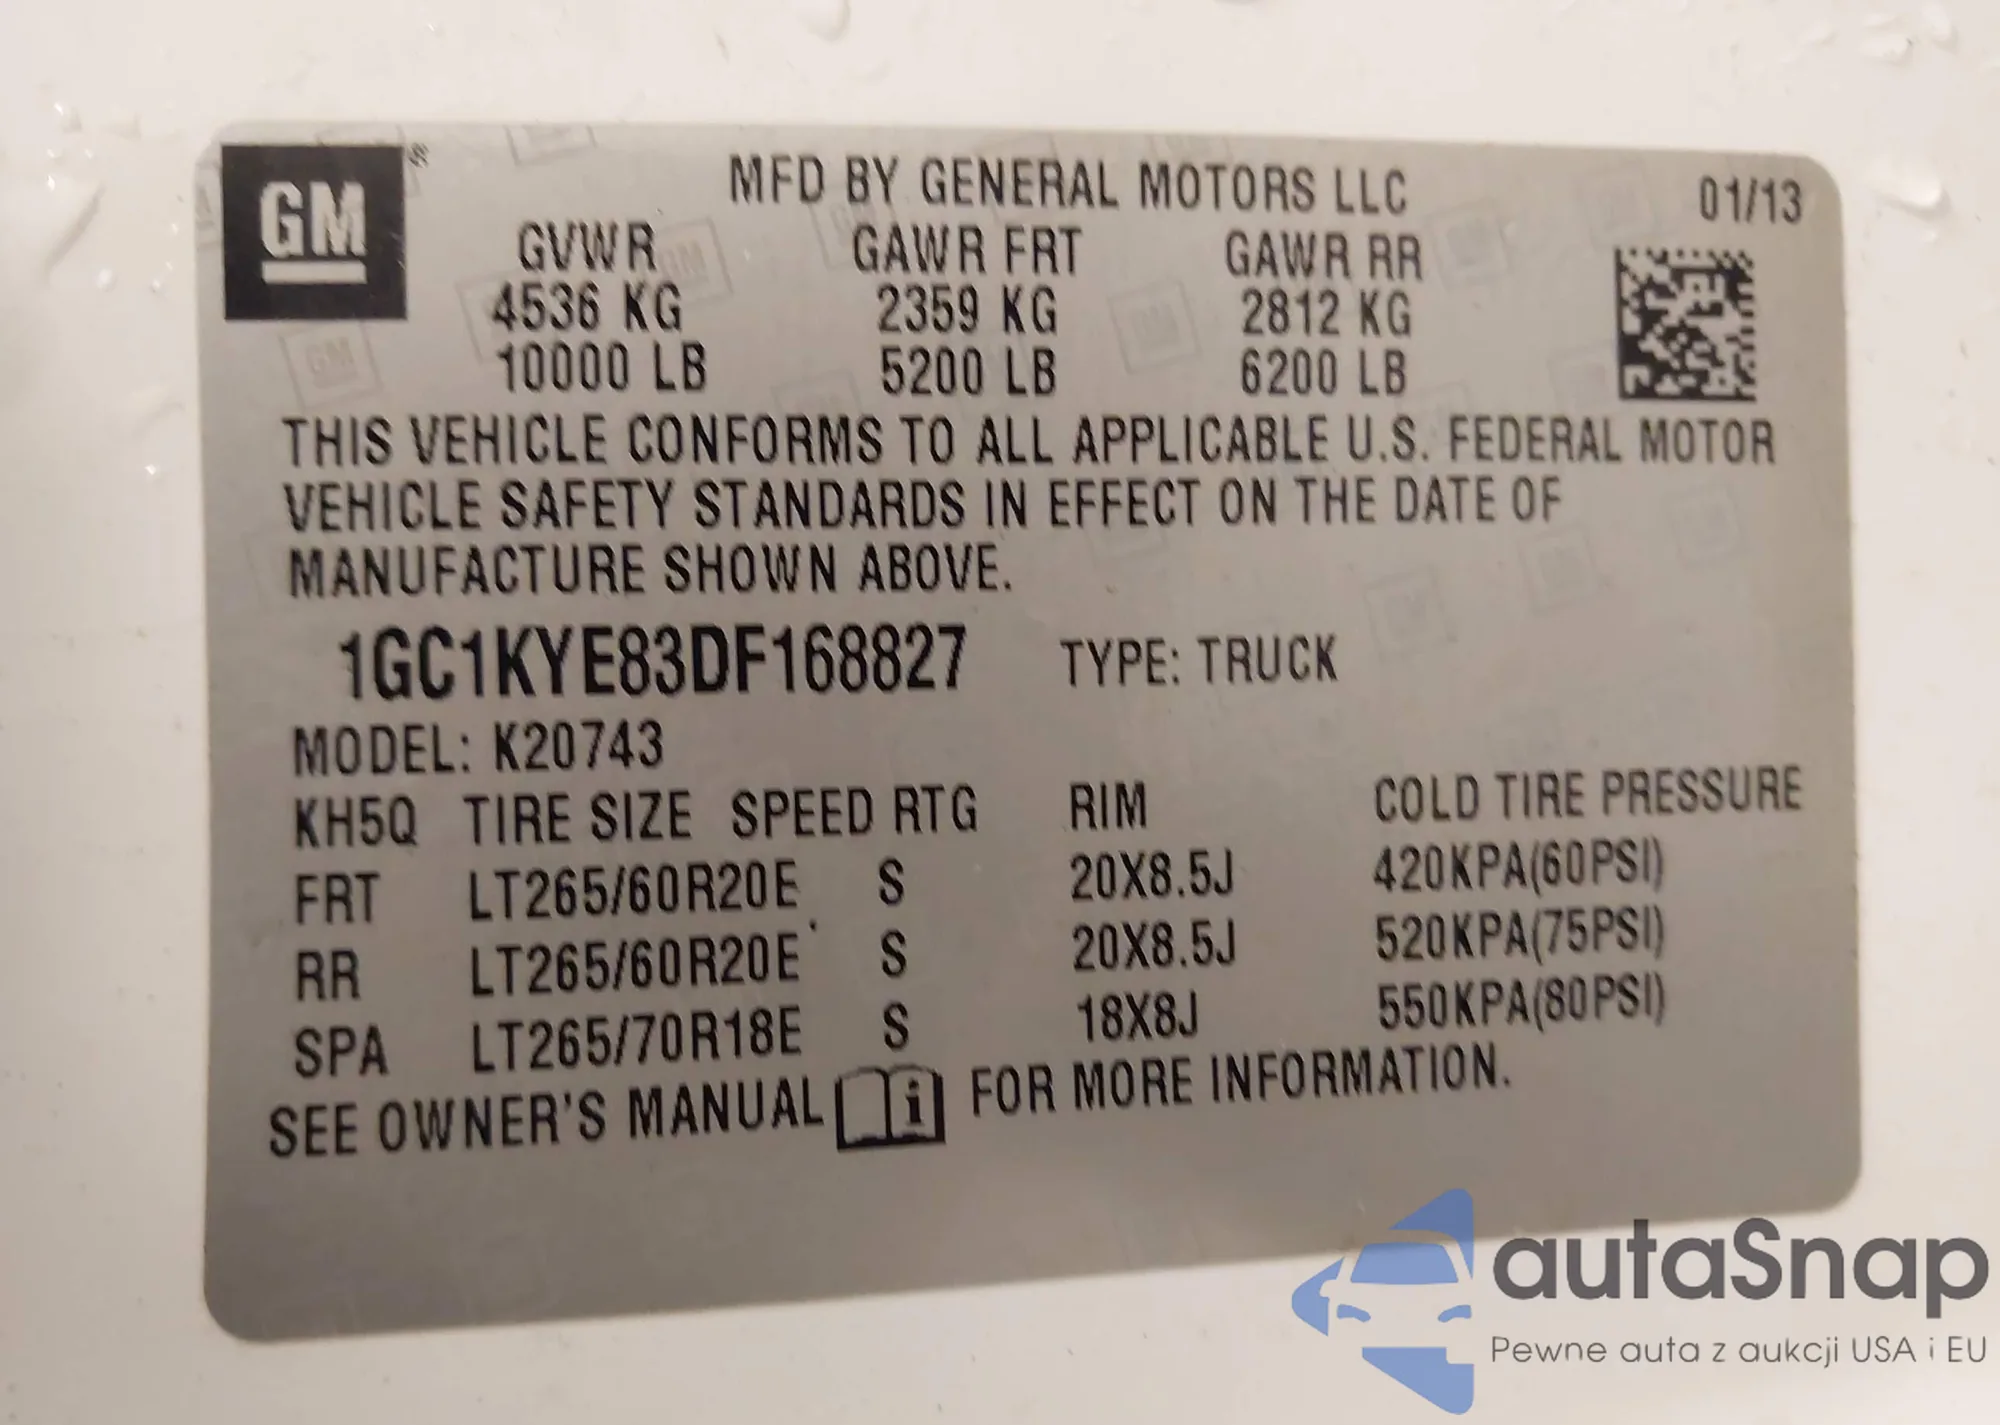 GM®
MFD BY GENERAL MOTORS LLC 01/13
GVWR GAWR FRT GAWR RR
4536 KG 2359 KG 2812 KG
10000 LB 5200 LB 6200 LB
THIS VEHICLE CONFORMS TO ALL APPLICABLE U.S. FEDERAL MOTOR
VEHICLE SAFETY STANDARDS IN EFFECT ON THE DATE OF
MANUFACTURE SHOWN ABOVE.
1GC1KYE83DF168827 TYPE: TRUCK
MODEL: K20743
KH5Q TIRE SIZE SPEED RTG RIM COLD TIRE PRESSURE
FRT LT265/60R20E S 20X8.5J 420KPA(60PSI)
RR LT265/60R20E S 20X8.5J 520KPA(75PSI)
SPA LT265/70R18E S 18X8J 550KPA(80PSI)
SEE OWNER'S MANUAL i FOR MORE INFORMATION.
autaSnap
Pewne auta z aukcji USA i EU